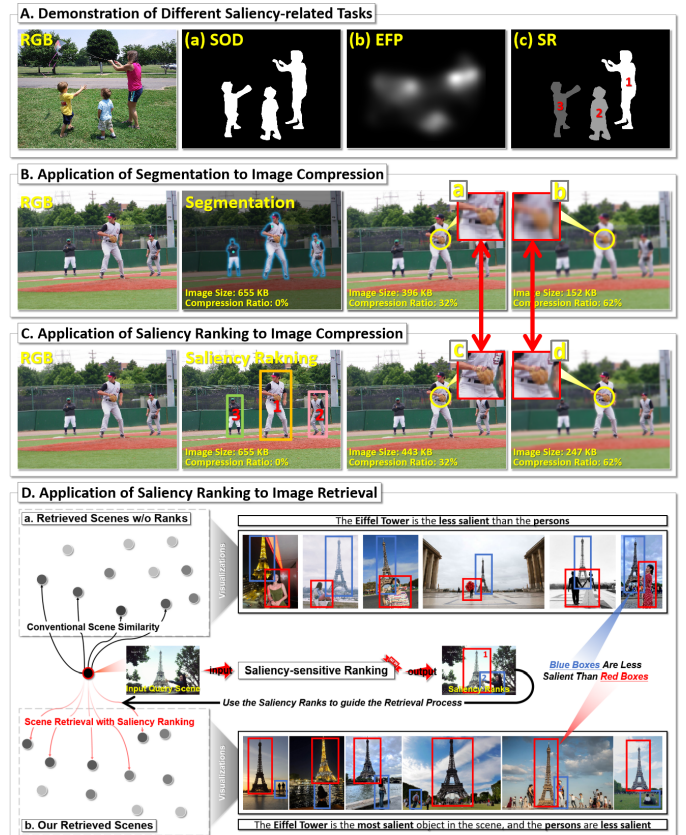 A. Demonstration of Different Saliency-related Tasks
RGB
(a) SOD
(b) EFP
(c) SR
1
2
3
B. Application of Segmentation to Image Compression
RGB
Segmentation
a
b
Image Size: 655 KB
Compression Ratio: 0%
Image Size: 396 KB
Compression Ratio: 32%
Image Size: 152 KB
Compression Ratio: 62%
C. Application of Saliency Ranking to Image Compression
RGB
Saliency Rakning
c
d
3
1
2
Image Size: 655 KB
Compression Ratio: 0%
Image Size: 443 KB
Compression Ratio: 32%
Image Size: 247 KB
Compression Ratio: 62%
D. Application of Saliency Ranking to Image Retrieval
a. Retrieved Scenes w/o Ranks
The Eiffel Tower is the less salient than the persons
Visualizations
Conventional Scene Similarity
Input Query Scene
input
Saliency-sensitive Ranking
output
1
2
Saliency Ranks
Blue Boxes Are Less
Salient Than Red Boxes
Use the Saliency Ranks to guide the Retrieval Process
Scene Retrieval with Saliency Ranking
Visualizations
b. Our Retrieved Scenes
The Eiffel Tower is the most salient object in the scene, and the persons are less salient